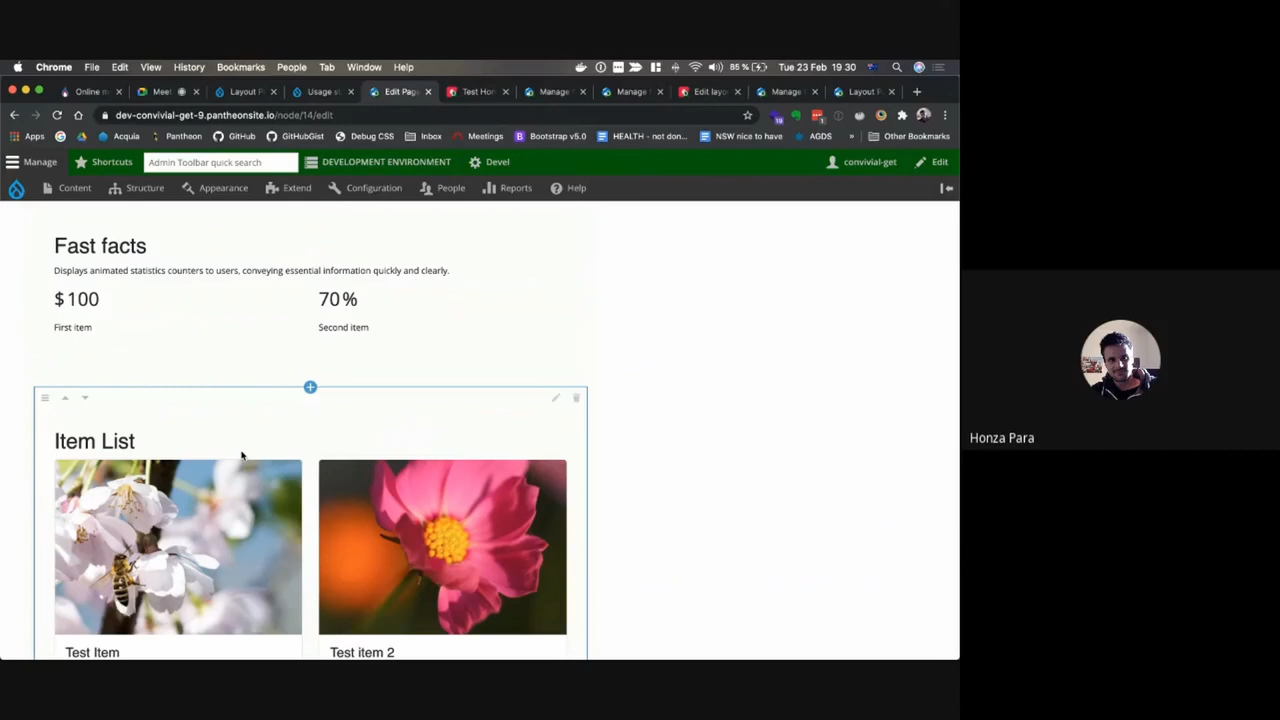 Chrome File Edit View History Bookmarks People Tab Window Help 85 % Tue 23 Feb 19 30
Online m Meet Layout P Usage st Edit Page Test Hon Manage Manage Edit layo Manage Layout P
dev-convivial-get-9.pantheonsite.io/node/14/edit
Apps Acquia Pantheon GitHub GitHubGist Debug CSS Inbox Meetings Bootstrap v5.0 HEALTH - not don... NSW nice to have AGDS » Other Bookmarks
Manage Shortcuts Admin Toolbar quick search DEVELOPMENT ENVIRONMENT Devel convivial-get Edit
Content Structure Appearance Extend Configuration People Reports Help
Fast facts
Displays animated statistics counters to users, conveying essential information quickly and clearly.
$100 70%
First item Second item
Item List
Test Item Test item 2
Honza Para